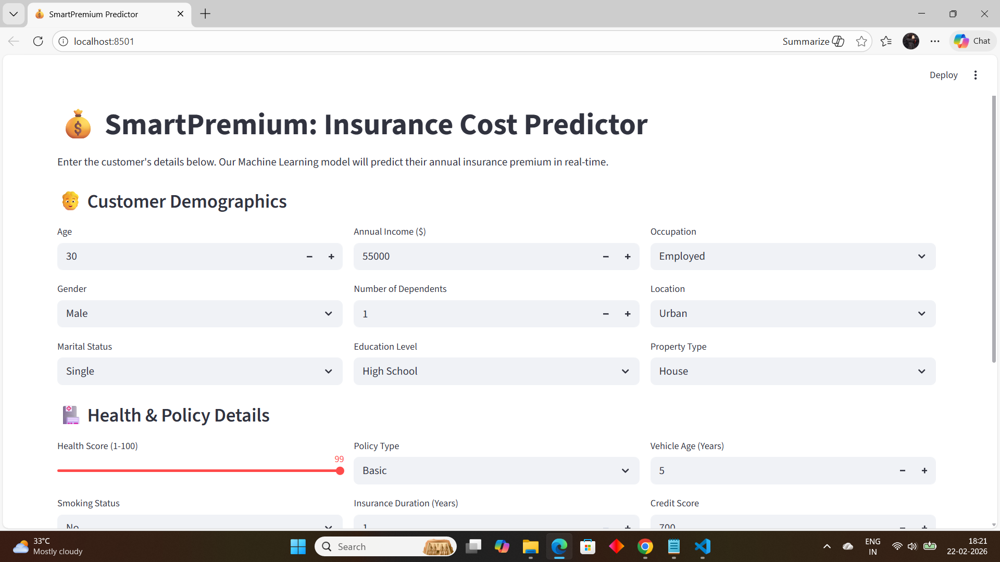 SmartPremium Predictor
localhost:8501
Summarize
Chat
Deploy
SmartPremium: Insurance Cost Predictor
Enter the customer's details below. Our Machine Learning model will predict their annual insurance premium in real-time.
Customer Demographics
Age
Annual Income ($)
Occupation
30
55000
Employed
Gender
Number of Dependents
Location
Male
1
Urban
Marital Status
Education Level
Property Type
Single
High School
House
Health & Policy Details
Health Score (1-100)
Policy Type
Vehicle Age (Years)
99
Basic
5
Smoking Status
Insurance Duration (Years)
Credit Score
No
1
700
33°C
Mostly cloudy
Search
ENG
IN
18:21
22-02-2026